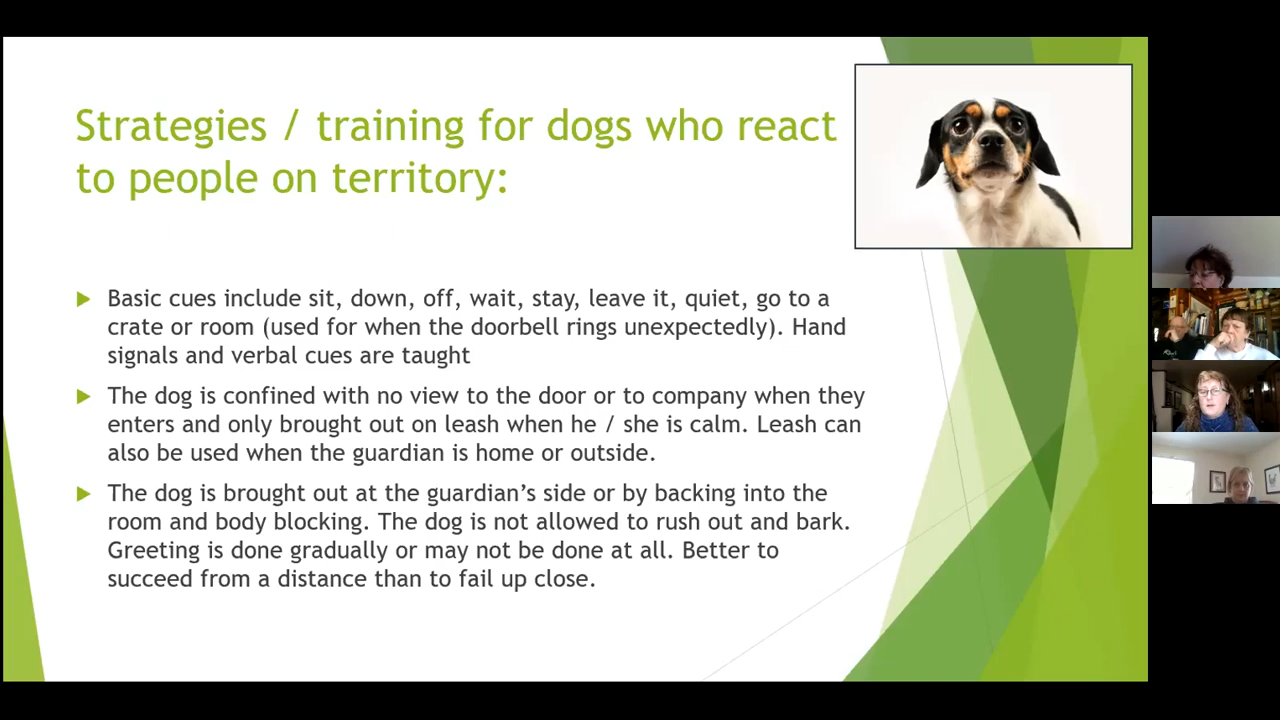 Strategies / training for dogs who react
to people on territory:
Basic cues include sit, down, off, wait, stay, leave it, quiet, go to a
crate or room (used for when the doorbell rings unexpectedly). Hand
signals and verbal cues are taught
The dog is confined with no view to the door or to company when they
enters and only brought out on leash when he / she is calm. Leash can
also be used when the guardian is home or outside.
The dog is brought out at the guardian’s side or by backing into the
room and body blocking. The dog is not allowed to rush out and bark.
Greeting is done gradually or may not be done at all. Better to
succeed from a distance than to fail up close.